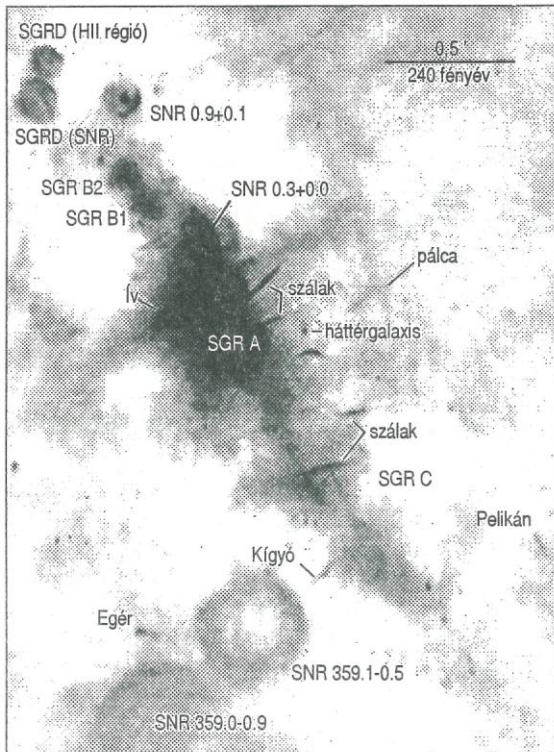 SGRD (HII régió)
0,5°
240 fényév
SNR 0.9+0.1
SGRD (SNR)
SGR B2
SNR 0.3+0.0
SGR B1
pálca
Ív
szálak
háttérgalaxis
SGR A
szálak
SGR C
Pelikán
Kígyó
Egér
SNR 359.1-0.5
SNR 359.0-0.9